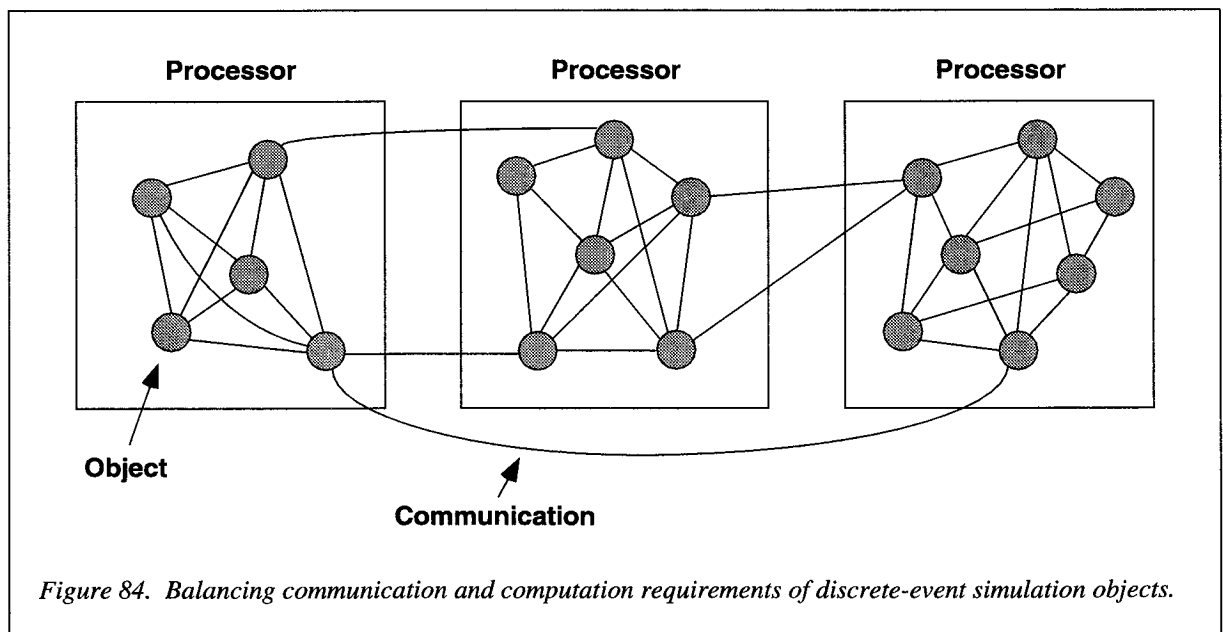 Processor
Processor
Processor
Object
Communication
Figure 84. Balancing communication and computation requirements of discrete-event simulation objects.